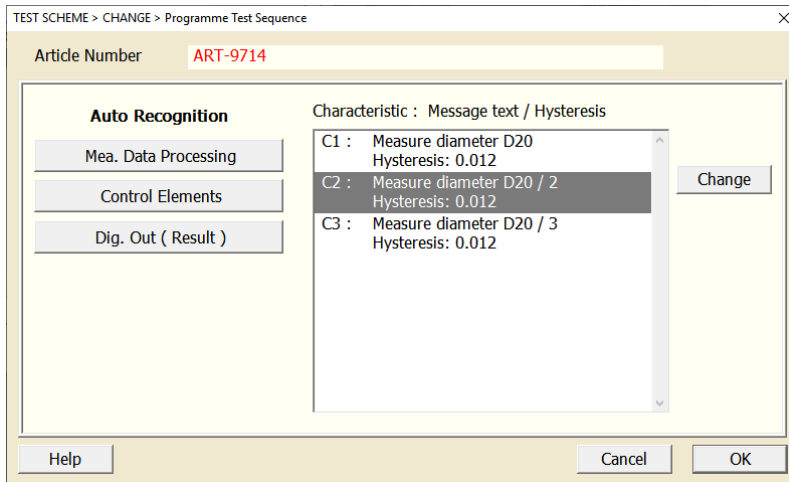 TEST SCHEME > CHANGE > Programme Test Sequence
Article Number ART-9714
Auto Recognition
Mea. Data Processing
Control Elements
Dig. Out ( Result )
Characteristic : Message text / Hysteresis
C1 : Measure diameter D20
Hysteresis: 0.012
C2 : Measure diameter D20 / 2
Hysteresis: 0.012
C3 : Measure diameter D20 / 3
Hysteresis: 0.012
Change
Help
Cancel
OK